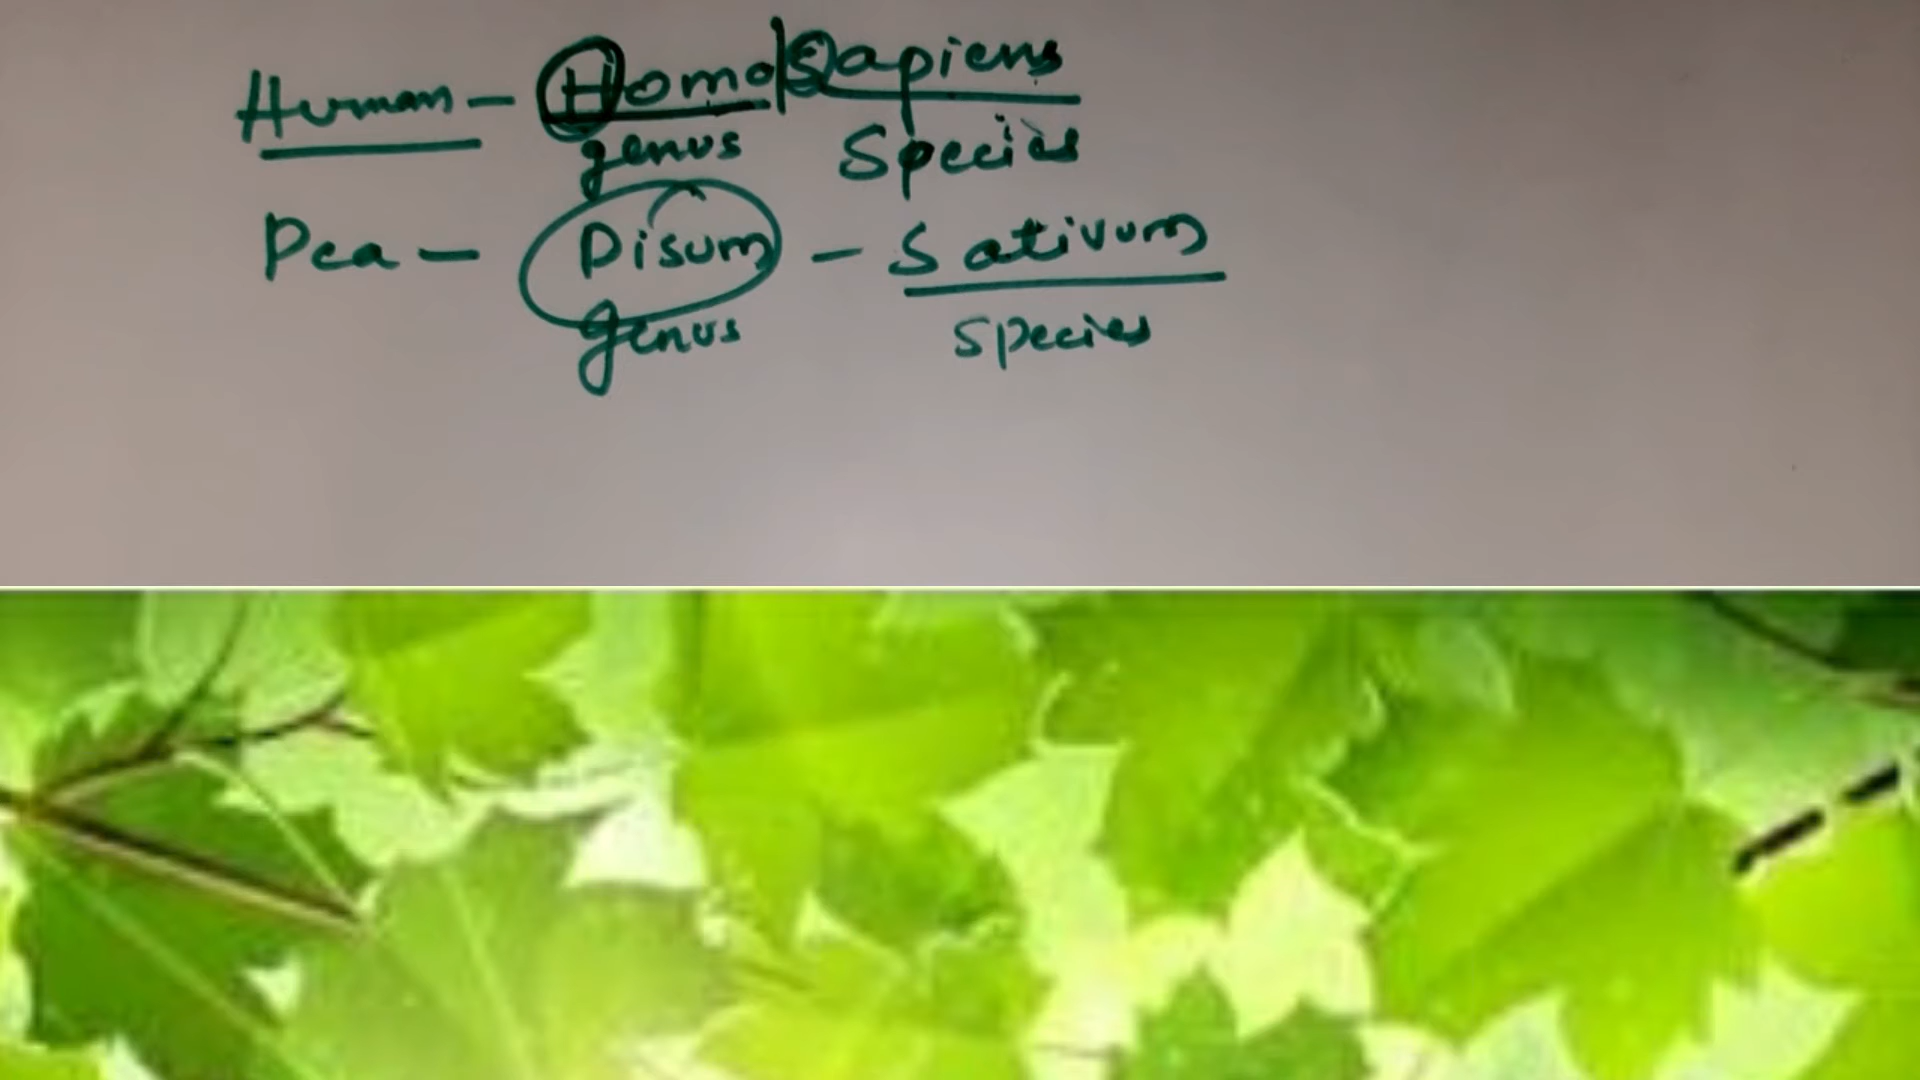 Human - Homo|Sapiens
genus Species
Pea - Pisum - Sativum
genus Species